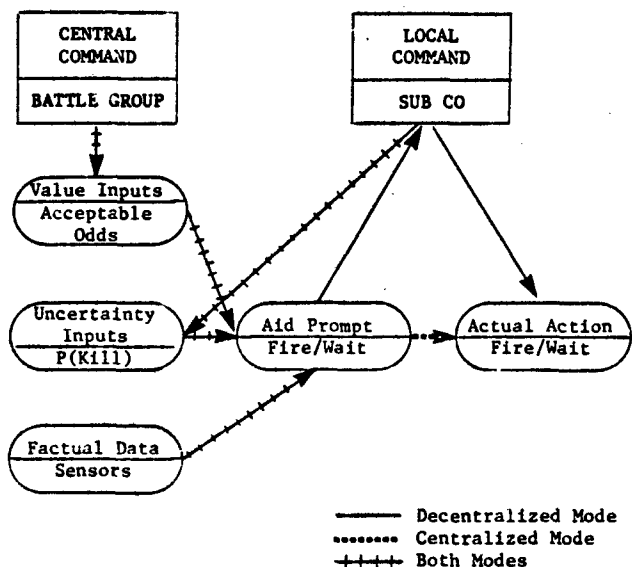 CENTRAL
COMMAND
BATTLE GROUP
LOCAL
COMMAND
SUB CO
Value Inputs
Acceptable
Odds
Uncertainty
Inputs
P(Kill)
Aid Prompt
Fire/Wait
Actual Action
Fire/Wait
Factual Data
Sensors
Decentralized Mode
Centralized Mode
Both Modes